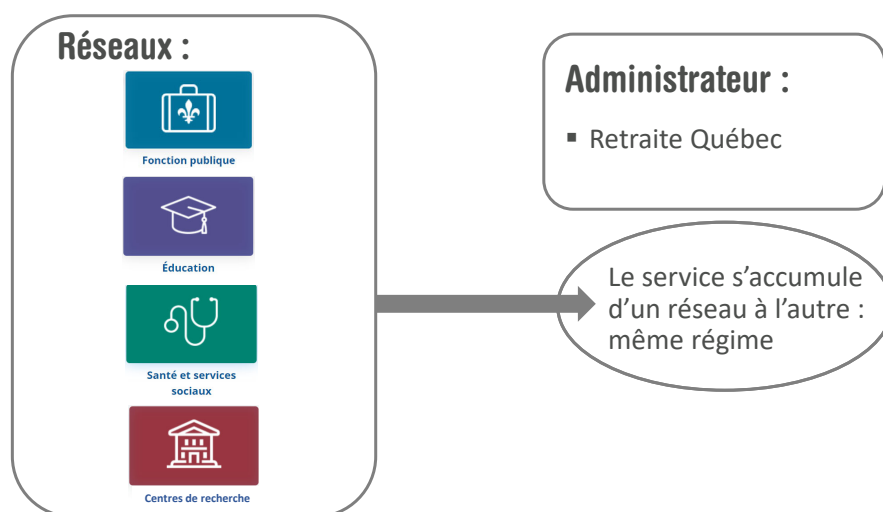 Réseaux :
Fonction publique
Éducation
Santé et services
sociaux
Centres de recherche
Administrateur :
▪ Retraite Québec
Le service s’accumule
d’un réseau à l’autre :
même régime